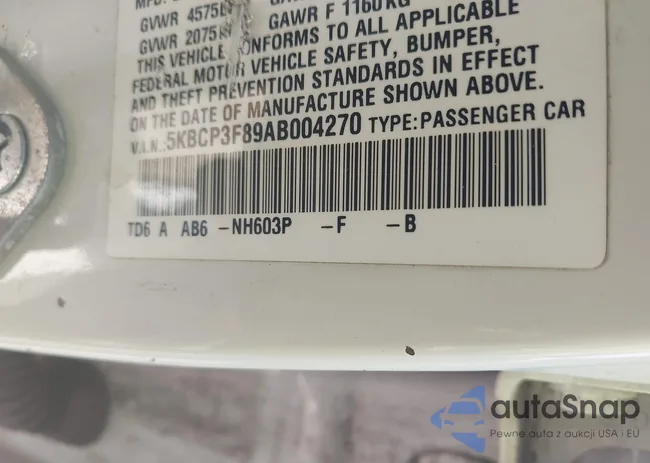 GVWR 4575
GVWR 2075 GAWR F 1160KG
THIS VEHICLE CONFORMS TO ALL APPLICABLE
FEDERAL MOTOR VEHICLE SAFETY, BUMPER,
AND THEFT PREVENTION STANDARDS IN EFFECT
ON THE DATE OF MANUFACTURE SHOWN ABOVE.
V.I.N.:5KBCP3F89AB004270 TYPE:PASSENGER CAR
TD6 A AB6 -NH603P -F -B
autaSnap
Pewne auta z aukcji USA i EU